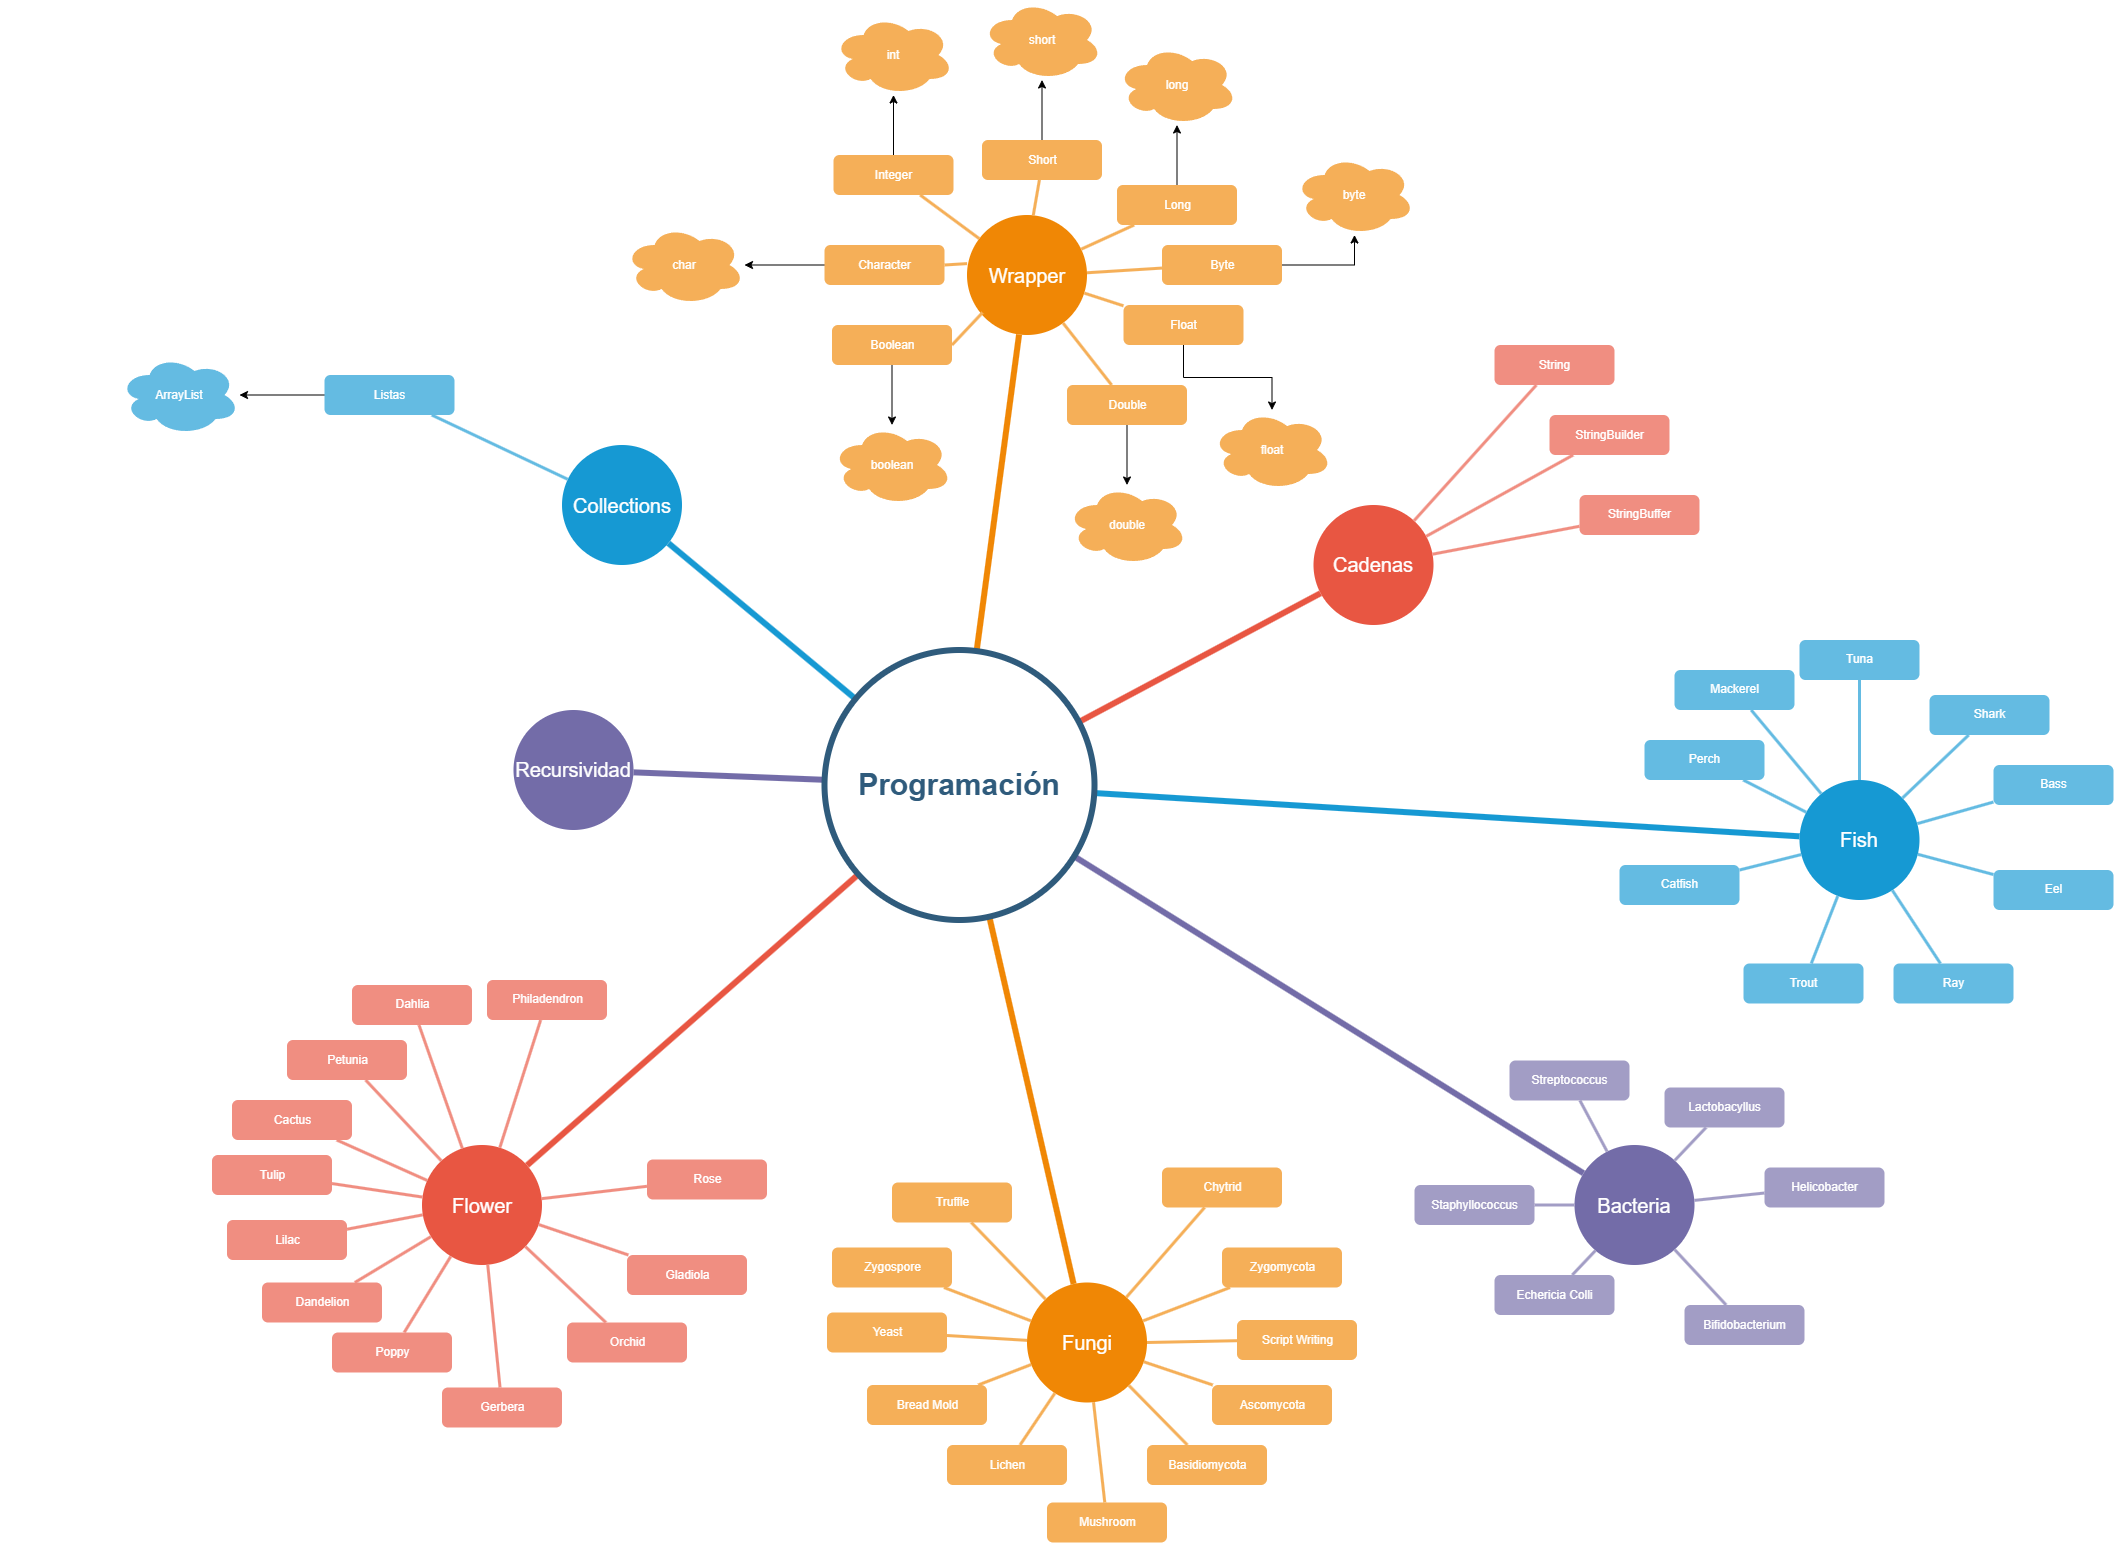 short
int
long
Short
Integer
byte
Long
char
Character
Wrapper
Byte
Float
Boolean
String
ArrayList
Listas
Double
StringBuilder
float
boolean
Collections
StringBuffer
double
Cadenas
Tuna
Mackerel
Shark
Perch
Recursividad
Programación
Bass
Fish
Catfish
Eel
Trout
Ray
Dahlia
Philadendron
Petunia
Streptococcus
Lactobacyllus
Cactus
Tulip
Rose
Chytrid
Helicobacter
Truffle
Flower
Staphyllococcus
Bacteria
Lilac
Zygospore
Zygomycota
Gladiola
Echericia Colli
Dandelion
Bifidobacterium
Yeast
Fungi
Script Writing
Orchid
Poppy
Gerbera
Bread Mold
Ascomycota
Lichen
Basidiomycota
Mushroom